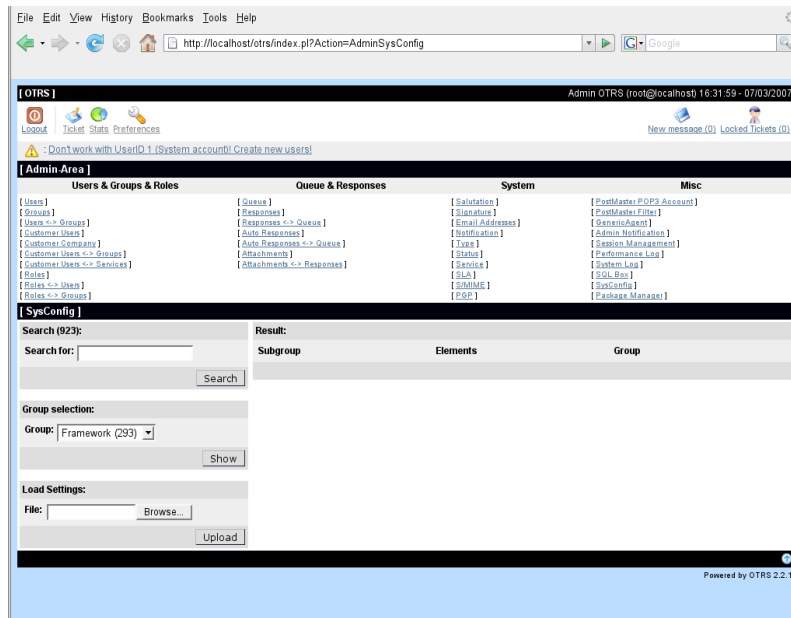 File Edit View History Bookmarks Tools Help
http://localhost/otrs/index.pl?Action=AdminSysConfig
G Google
[ OTRS ]
Admin OTRS (root@localhost) 16:31:59 - 07/03/2007
Logout Ticket Stats Preferences
New message (0) Locked Tickets (0)
: Don't work with UserID 1 (System account)! Create new users!
[ Admin-Area ]
Users & Groups & Roles
[ Users ]
[ Groups ]
[ Users <-> Groups ]
[ Customer Users ]
[ Customer Company ]
[ Customer Users <-> Groups ]
[ Customer Users <-> Services ]
[ Roles ]
[ Roles <-> Users ]
[ Roles <-> Groups ]
Queue & Responses
[ Queue ]
[ Responses ]
[ Responses <-> Queue ]
[ Auto Responses ]
[ Auto Responses <-> Queue ]
[ Attachments ]
[ Attachments <-> Responses ]
System
[ Salutation ]
[ Signature ]
[ Email Addresses ]
[ Notification ]
[ Type ]
[ Status ]
[ Service ]
[ SLA ]
[ S/MIME ]
[ PGP ]
Misc
[ PostMaster POP3 Account ]
[ PostMaster Filter ]
[ GenericAgent ]
[ Admin Notification ]
[ Session Management ]
[ Performance Log ]
[ System Log ]
[ SQL Box ]
[ SysConfig ]
[ Package Manager ]
[ SysConfig ]
Search (923):
Search for:
Search
Group selection:
Group: Framework (293)
Show
Load Settings:
File: Browse...
Upload
Result:
Subgroup Elements Group
Powered by OTRS 2.2.1